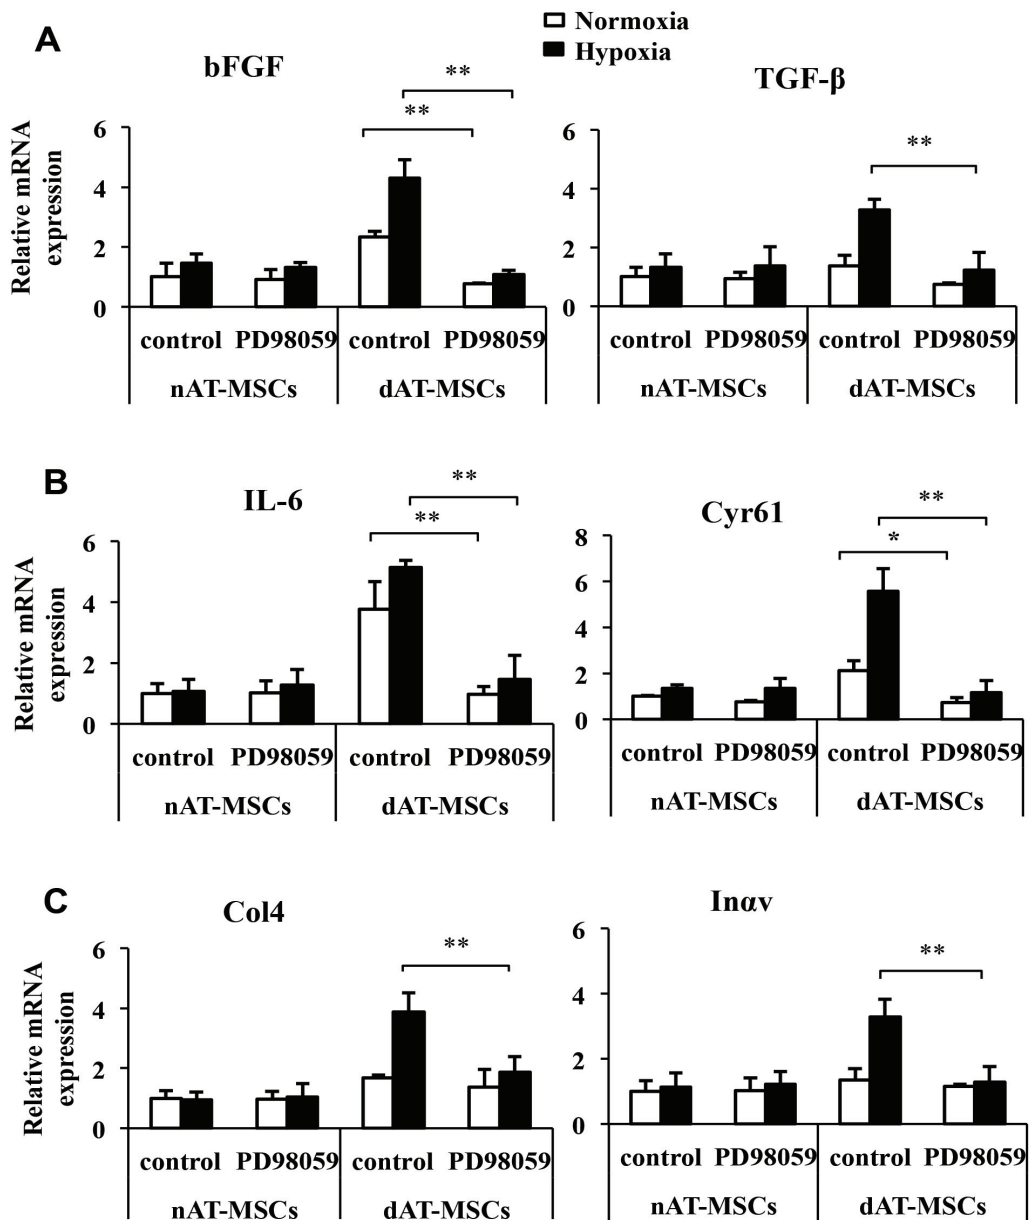 A
Normoxia
Hypoxia
bFGF
TGF-β
**
**
**
Relative mRNA
expression
6
4
2
0
6
4
2
0
control PD98059 control PD98059
nAT-MSCs dAT-MSCs
control PD98059 control PD98059
nAT-MSCs dAT-MSCs
B
IL-6
Cyr61
**
**
**
*
Relative mRNA
expression
6
4
2
0
8
6
4
2
0
control PD98059 control PD98059
nAT-MSCs dAT-MSCs
control PD98059 control PD98059
nAT-MSCs dAT-MSCs
C
Col4
Inαv
**
**
Relative mRNA
expression
6
4
2
0
6
4
2
0
control PD98059 control PD98059
nAT-MSCs dAT-MSCs
control PD98059 control PD98059
nAT-MSCs dAT-MSCs